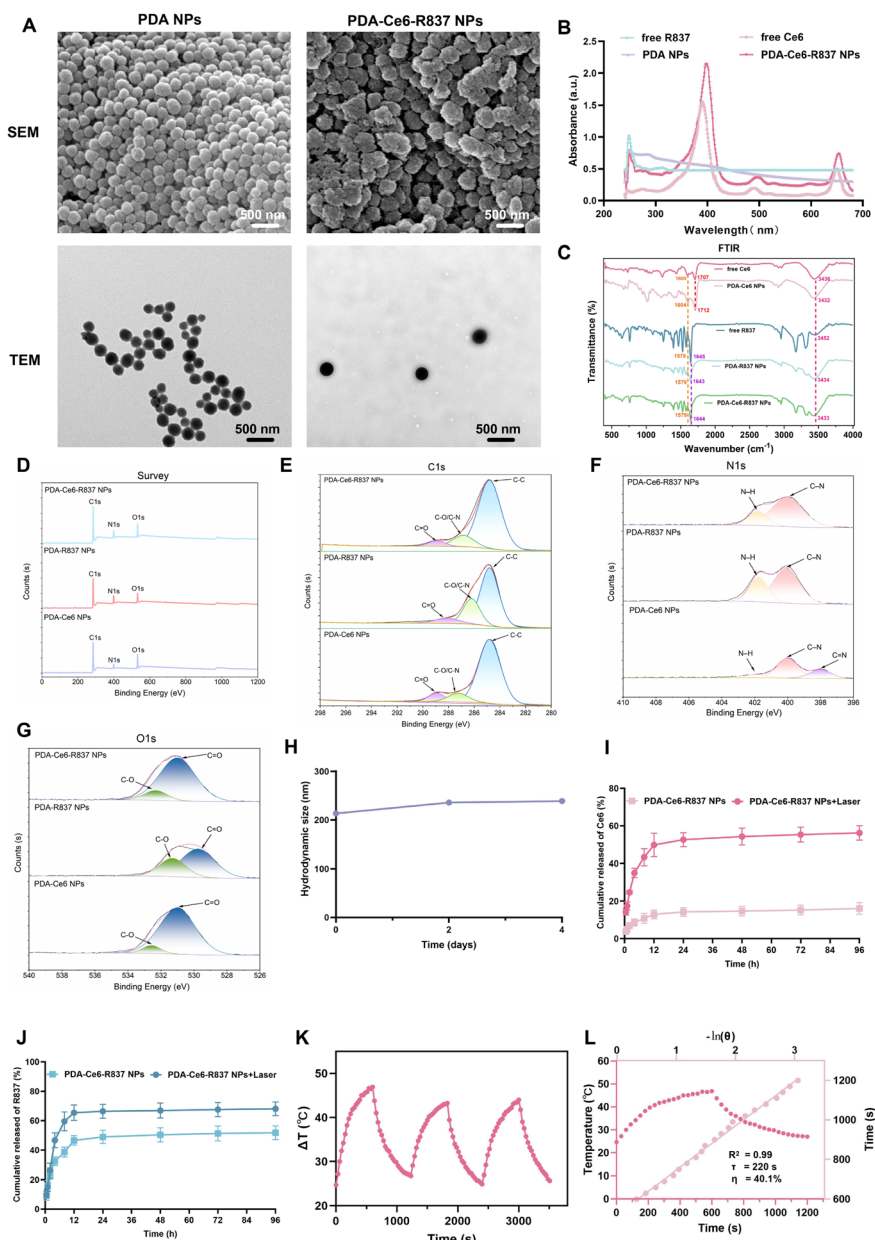 A
PDA NPs
PDA-Ce6-R837 NPs
SEM
500 nm
500 nm
TEM
500 nm
500 nm
B
free R837
free Ce6
PDA NPs
PDA-Ce6-R837 NPs
Absorbance (a.u.)
2.5
2.0
1.5
1.0
0.5
0.0
200
300
400
500
600
700
Wavelength( nm)
C
FTIR
free Ce6
1707
PDA-Ce6 NPs
1604
1712
3432
free R837
1578
1645
3452
PDA-R837 NPs
1578
1643
3434
PDA-Ce6-R837 NPs
1644
3433
Transmittance (%)
500
1000
1500
2000
2500
3000
3500
4000
Wavenumber (cm-1)
D
Survey
PDA-Ce6-R837 NPs
C1s
N1s
O1s
PDA-R837 NPs
C1s
N1s
O1s
PDA-Ce6 NPs
C1s
N1s
O1s
Counts (s)
0
200
400
600
800
1000
1200
Binding Energy (eV)
E
C1s
PDA-Ce6-R837 NPs
C-C
C-O/C-N
C=O
PDA-R837 NPs
C-C
C-O/C-N
C=O
PDA-Ce6 NPs
C-C
C-O/C-N
C=O
Counts (s)
298
296
294
292
290
288
286
284
282
280
Binding Energy (eV)
F
N1s
PDA-Ce6-R837 NPs
N–H
C–N
PDA-R837 NPs
N–H
C–N
PDA-Ce6 NPs
N–H
C–N
C=N
Counts (s)
410
408
406
404
402
400
398
396
Binding Energy (eV)
G
O1s
PDA-Ce6-R837 NPs
C=O
C-O
PDA-R837 NPs
C-O
C=O
PDA-Ce6 NPs
C=O
C-O
Counts (s)
540
538
536
534
532
530
528
526
Binding Energy (eV)
H
Hydrodynamic size (nm)
300
200
100
0
0
2
4
Time (days)
I
PDA-Ce6-R837 NPs
PDA-Ce6-R837 NPs+Laser
Cumulative released of Ce6 (%)
80
60
40
20
0
0
12
24
36
48
60
72
84
96
Time (h)
J
PDA-Ce6-R837 NPs
PDA-Ce6-R837 NPs+Laser
Cumulative released of R837 (%)
100
80
60
40
20
0
0
12
24
36
48
60
72
84
96
Time (h)
K
ΔT (℃)
50
40
30
20
0
1000
2000
3000
Time (s)
L
-ln(θ)
0
1
2
3
Temperature (℃)
60
55
50
45
40
35
30
25
20
15
10
5
0
1200
1000
800
600
Time (s)
R2 = 0.99
τ = 220 s
η = 40.1%
0
200
400
600
800
1000
1200
Time (s)